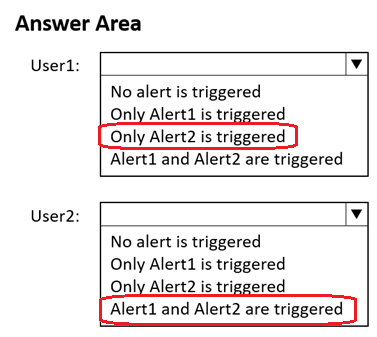 Answer Area
User1:
No alert is triggered
Only Alert1 is triggered
Only Alert2 is triggered
Alert1 and Alert2 are triggered
User2:
No alert is triggered
Only Alert1 is triggered
Only Alert2 is triggered
Alert1 and Alert2 are triggered